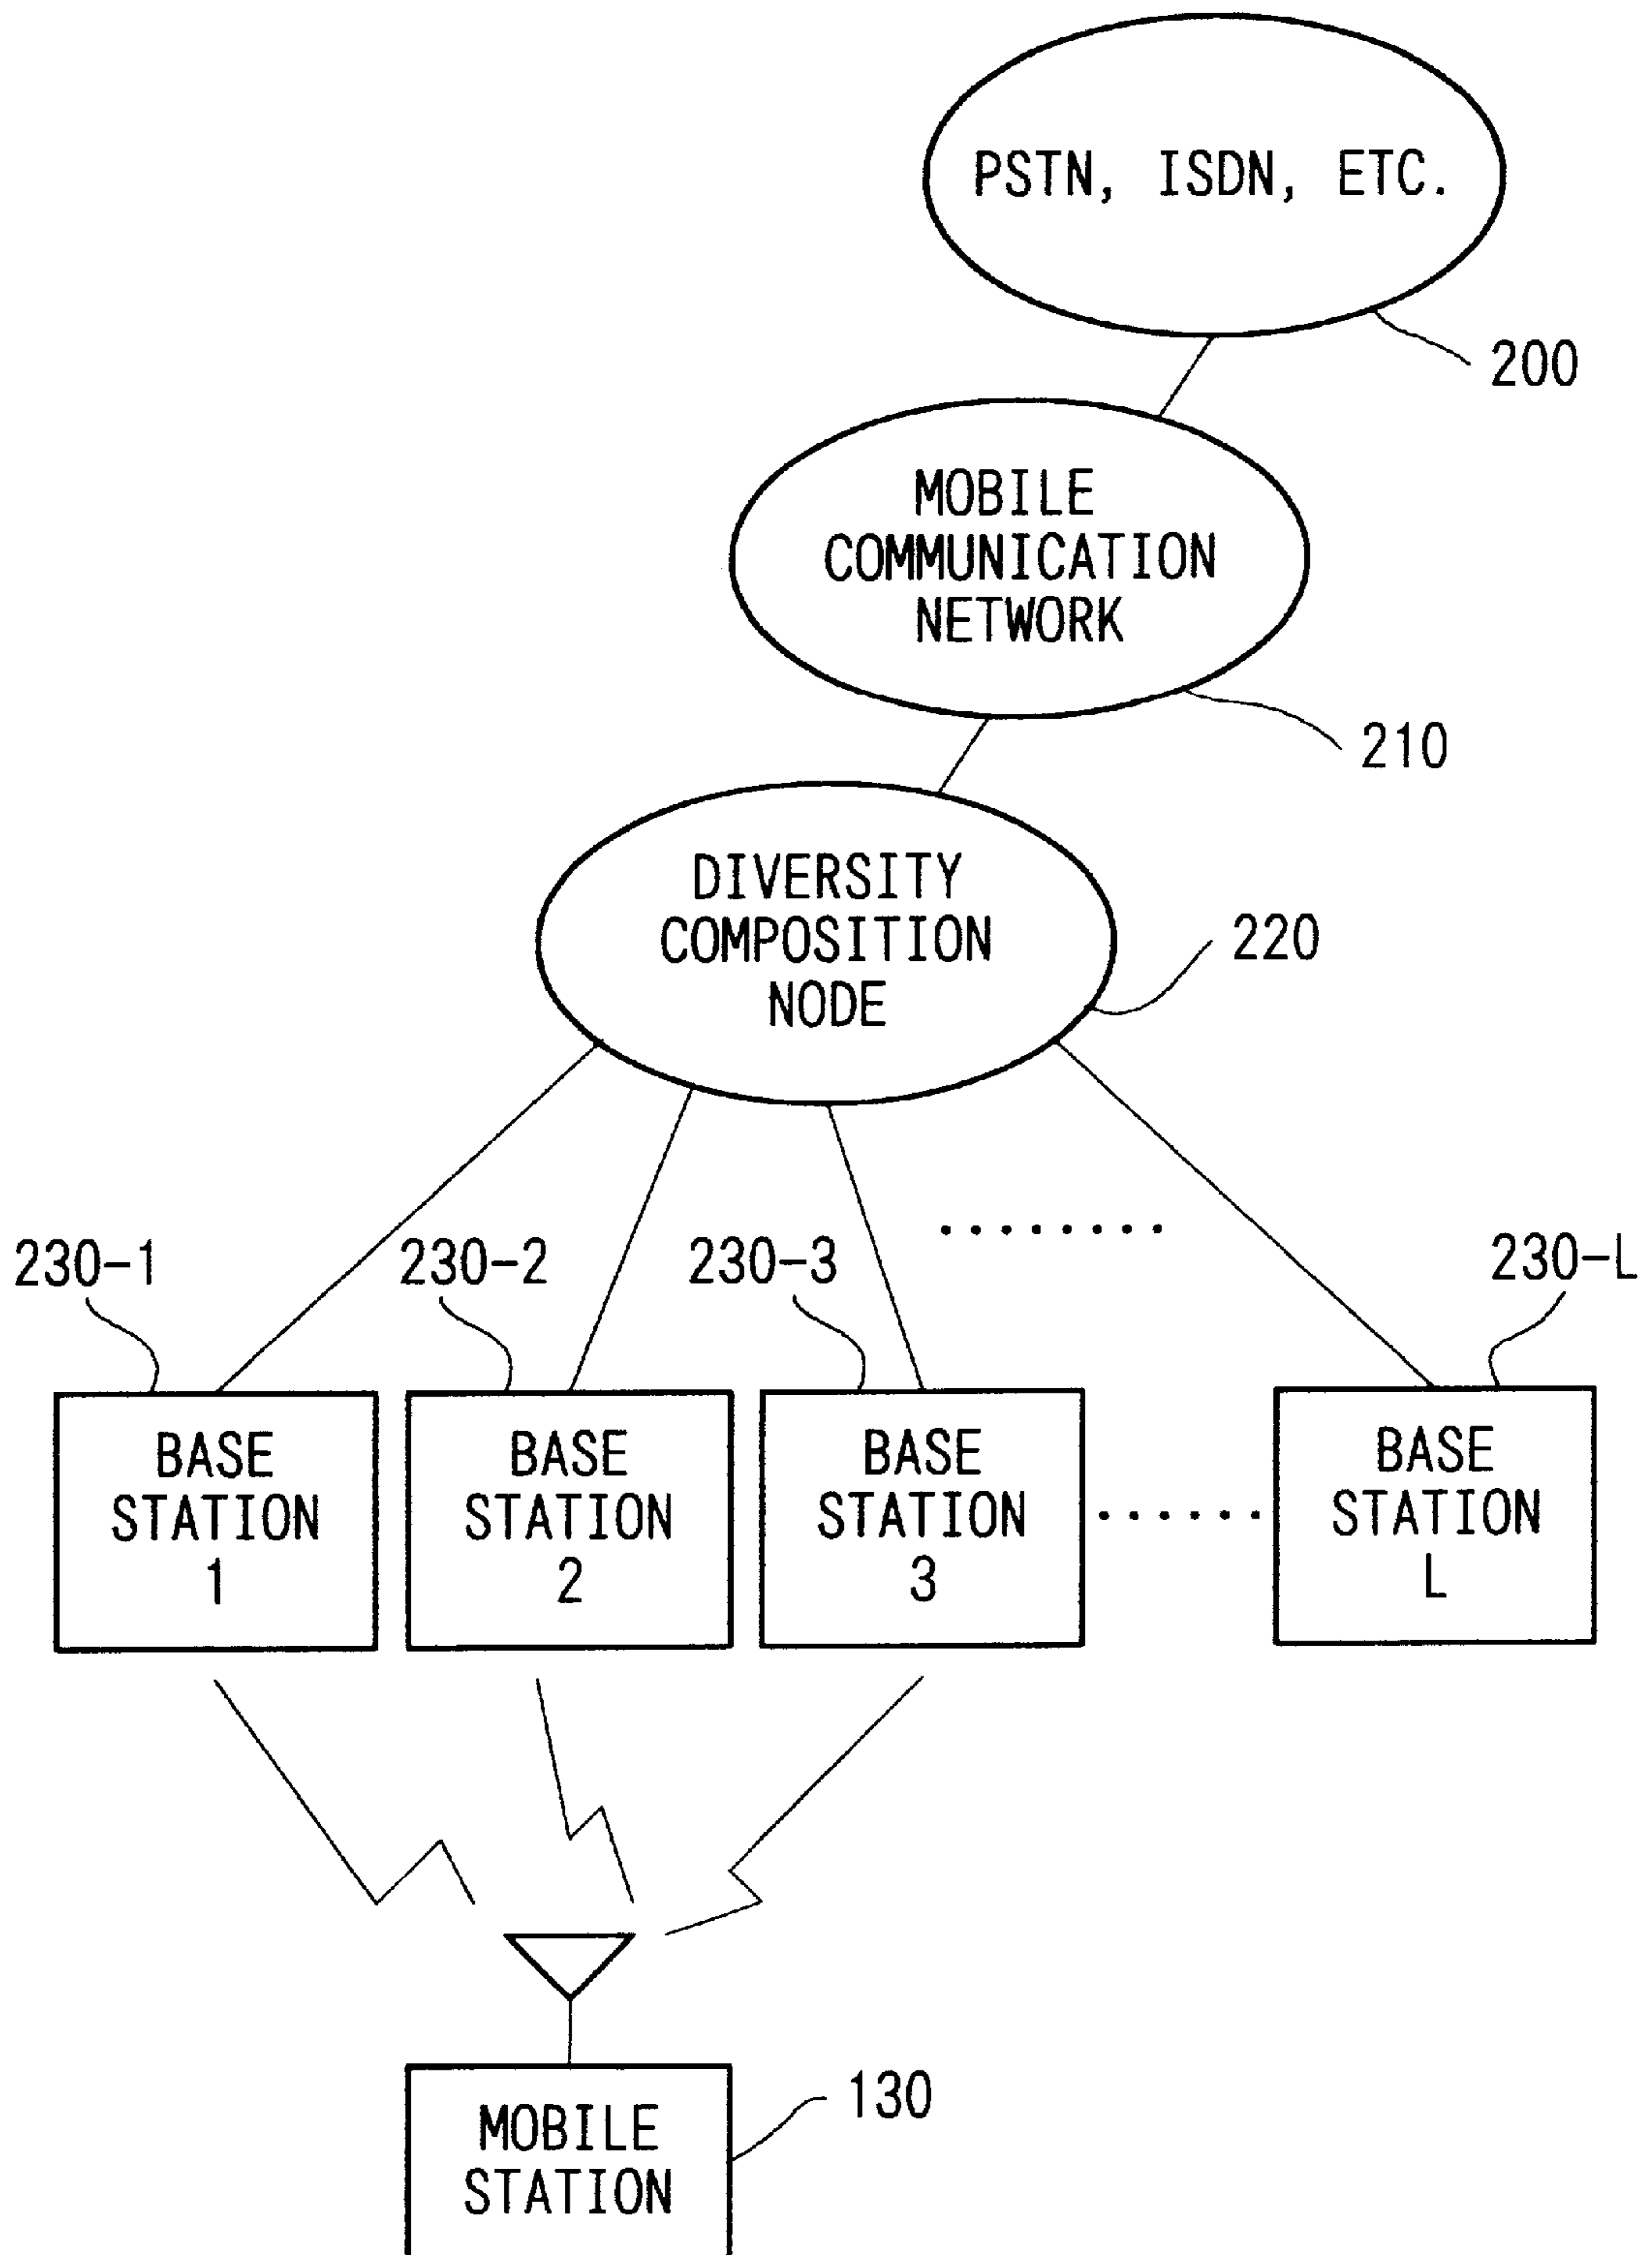 PSTN, ISDN, ETC.
200
MOBILE
COMMUNICATION
NETWORK
210
DIVERSITY
COMPOSITION
NODE
220
230-1
230-2
230-3
230-L
BASE
STATION
1
BASE
STATION
2
BASE
STATION
3
BASE
STATION
L
130
MOBILE
STATION